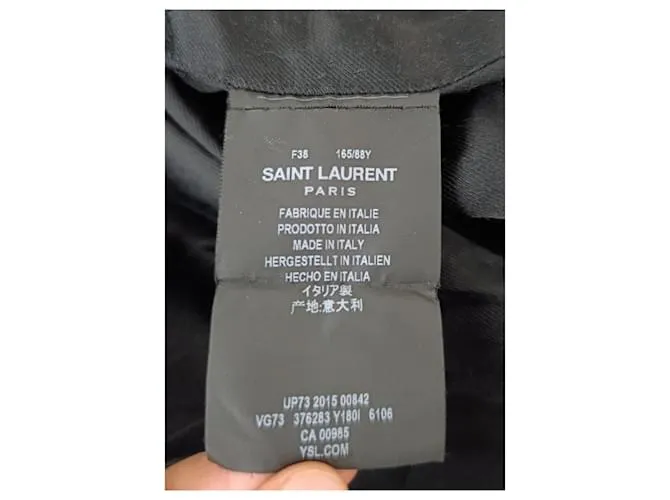 F38 165/88Y
SAINT LAURENT
PARIS
FABRIQUE EN ITALIE
PRODOTTO IN ITALIA
MADE IN ITALY
HERGESTELLT IN ITALIEN
HECHO EN ITALIA
イタリア製
产地:意大利
UP73 2015 00842
VG73 376283 Y180I 6106
CA 00985
YSL.COM